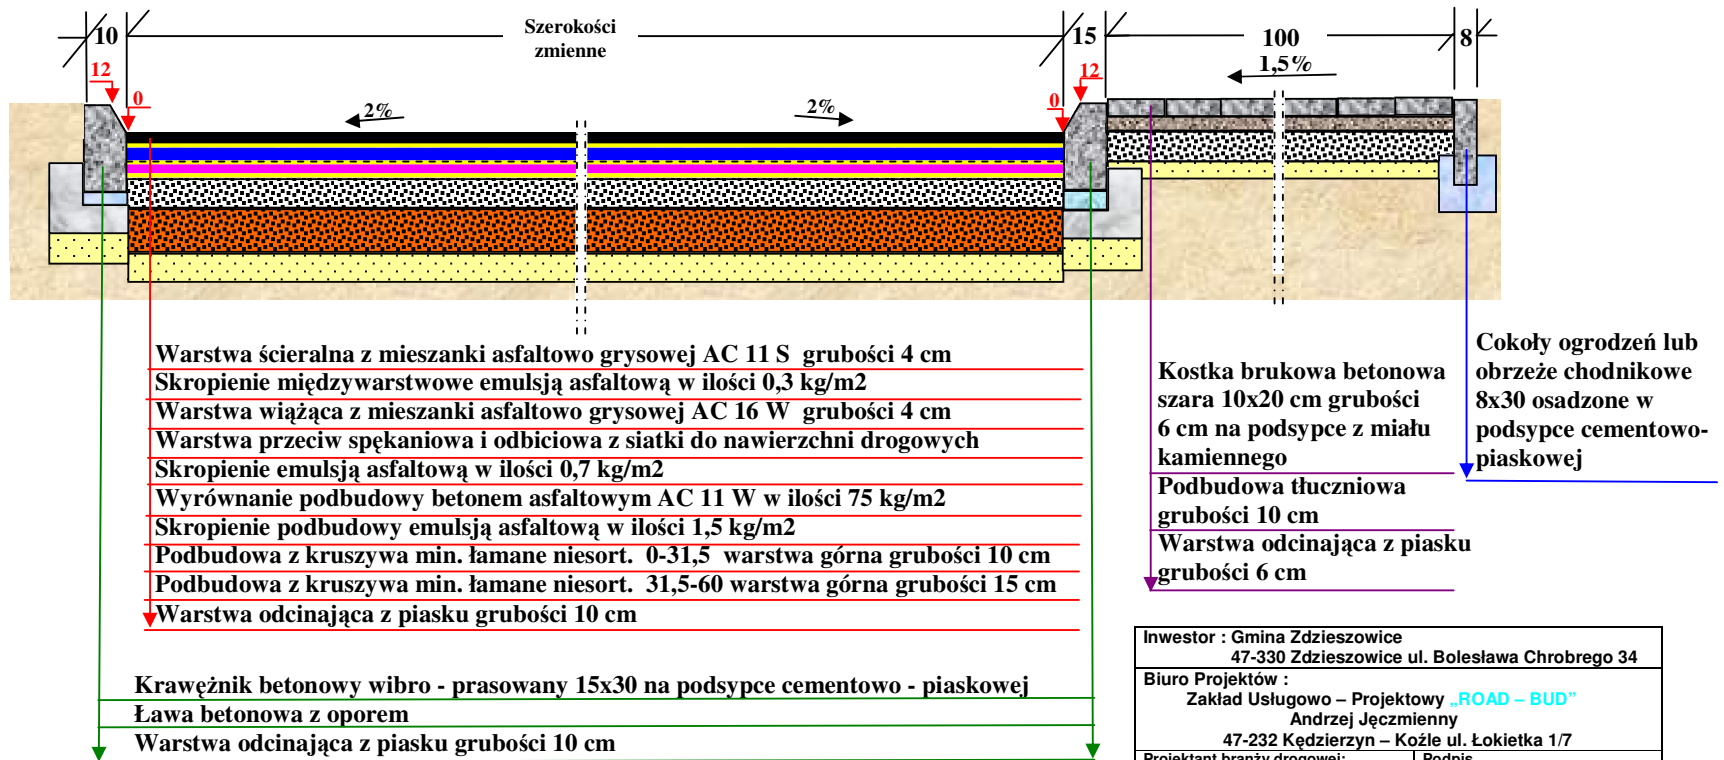 10
Szerokości
zmienne
15
100
8
1,5%
12
0
2%
2%
0
12
Warstwa ścieralna z mieszanki asfaltowo grysowej AC 11 S grubości 4 cm
Skropienie międzywarstwowe emulsją asfaltową w ilości 0,3 kg/m2
Warstwa wiążąca z mieszanki asfaltowo grysowej AC 16 W grubości 4 cm
Warstwa przeciw spękaniowa i odbiciowa z siatki do nawierzchni drogowych
Skropienie emulsją asfaltową w ilości 0,7 kg/m2
Wyrównanie podbudowy betonem asfaltowym AC 11 W w ilości 75 kg/m2
Skropienie podbudowy emulsją asfaltową w ilości 1,5 kg/m2
Podbudowa z kruszywa min. łamane niesort. 0-31,5 warstwa górna grubości 10 cm
Podbudowa z kruszywa min. łamane niesort. 31,5-60 warstwa górna grubości 15 cm
Warstwa odcinająca z piasku grubości 10 cm
Kostka brukowa betonowa
szara 10x20 cm grubości
6 cm na podsypce z miału
kamiennego
Podbudowa tłuczniowa
grubości 10 cm
Warstwa odcinająca z piasku
grubości 6 cm
Cokoły ogrodzeń lub
obrzeże chodnikowe
8x30 osadzone w
podsypce cementowo-
piaskowej
Krawężnik betonowy wibro - prasowany 15x30 na podsypce cementowo - piaskowej
Ława betonowa z oporem
Warstwa odcinająca z piasku grubości 10 cm
Inwestor : Gmina Zdzieszowice
47-330 Zdzieszowice ul. Bolesława Chrobrego 34
Biuro Projektów :
Zakład Usługowo – Projektowy „ROAD – BUD”
Andrzej Jęczmienny
47-232 Kędzierzyn – Koźle ul. Łokietka 1/7
Projektant branży drogowej:
Podpis